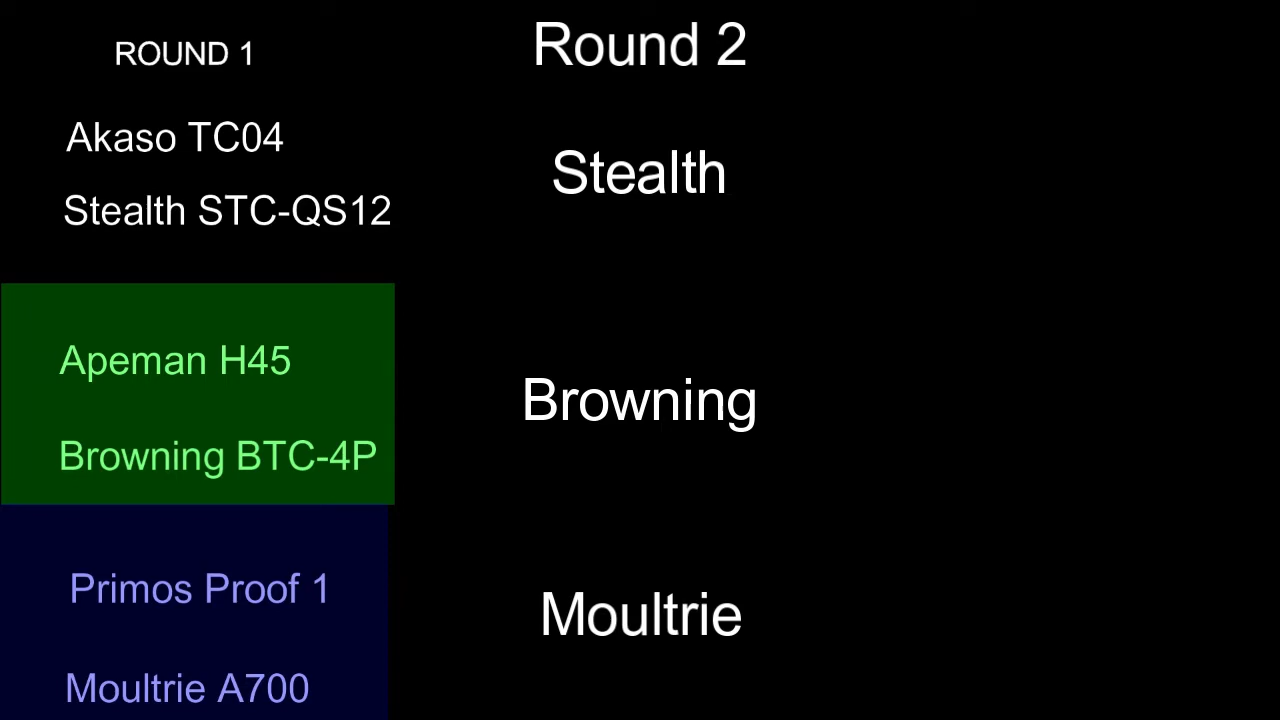 ROUND 1
Akaso TC04
Stealth STC-QS12
Apeman H45
Browning BTC-4P
Primos Proof 1
Moultrie A700
Round 2
Stealth
Browning
Moultrie